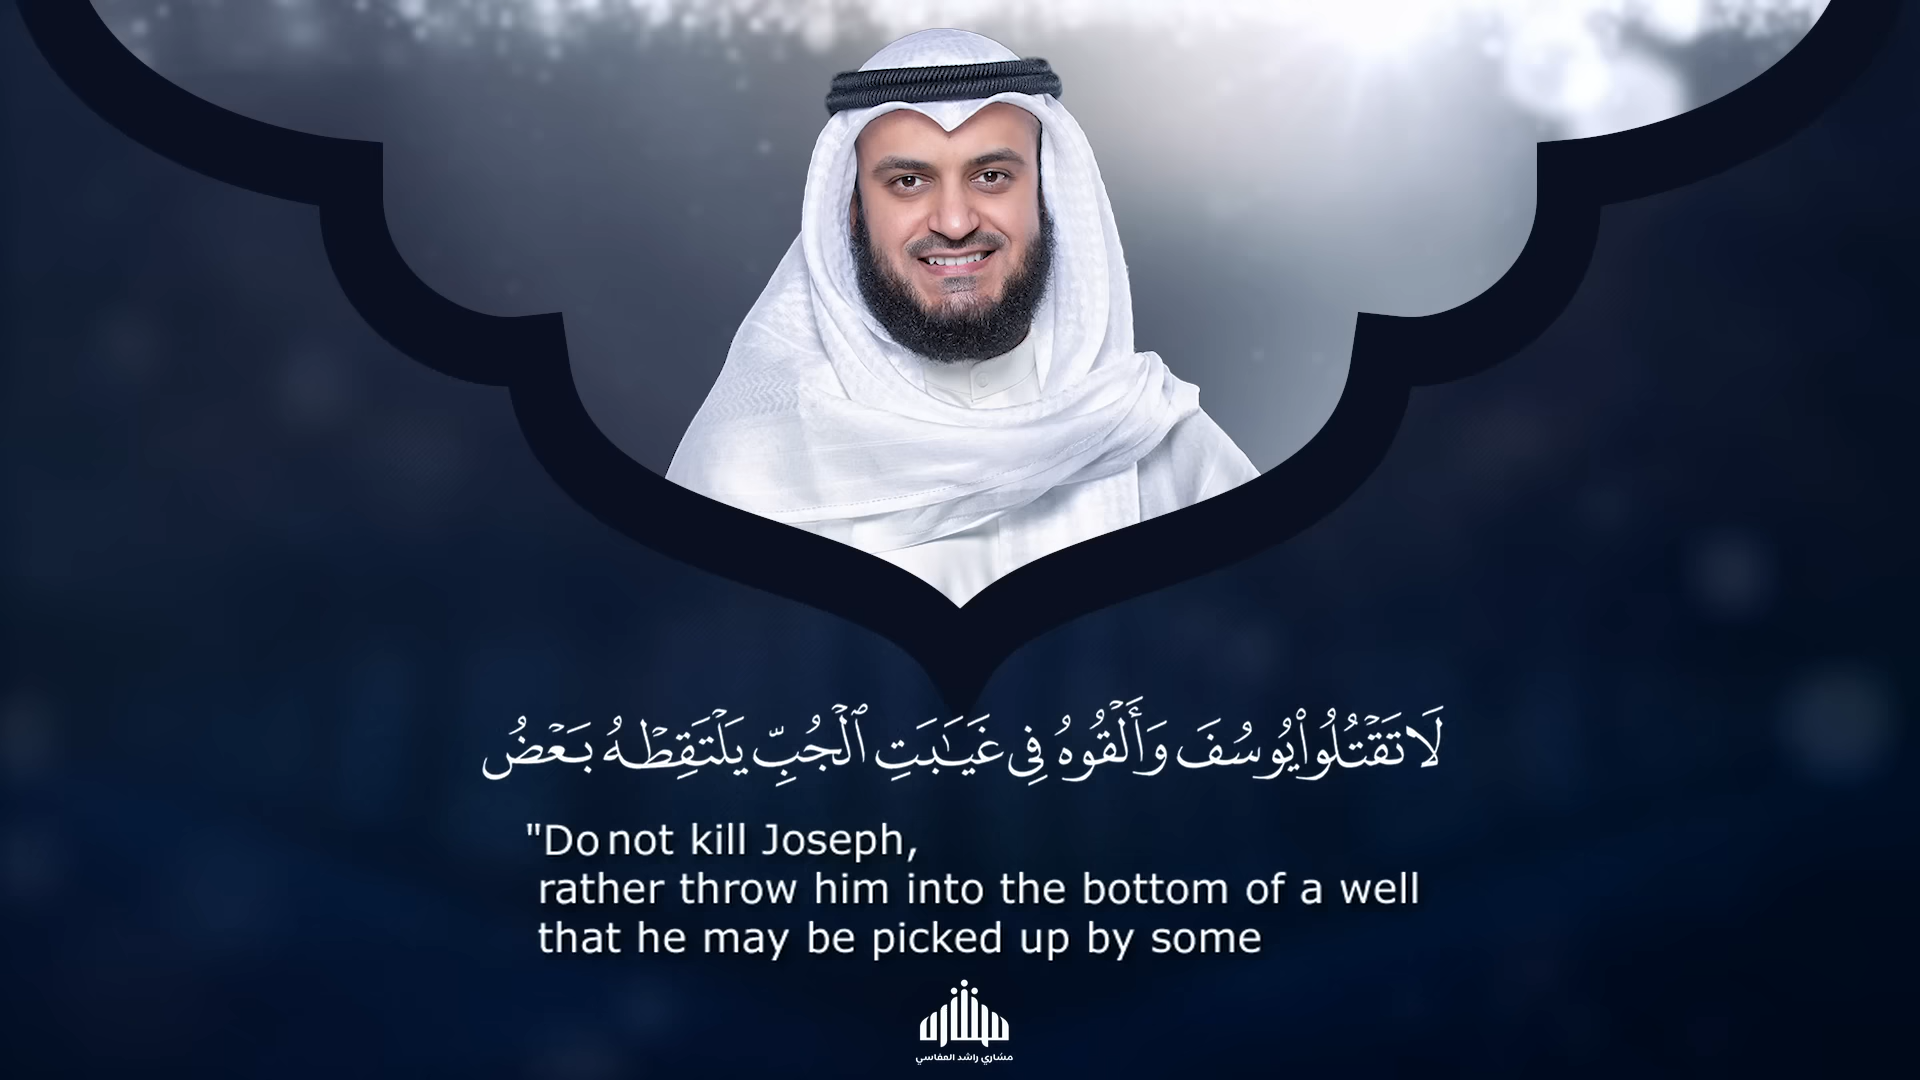 لَا تَقْتُلُوا۟ يُوسُفَ وَأَلْقُوهُ فِى غَيَـٰبَتِ ٱلْجُبِّ يَلْتَقِطْهُ بَعْضُ
"Do not kill Joseph,
rather throw him into the bottom of a well
that he may be picked up by some
مشاري
مشاري راشد العفاسي